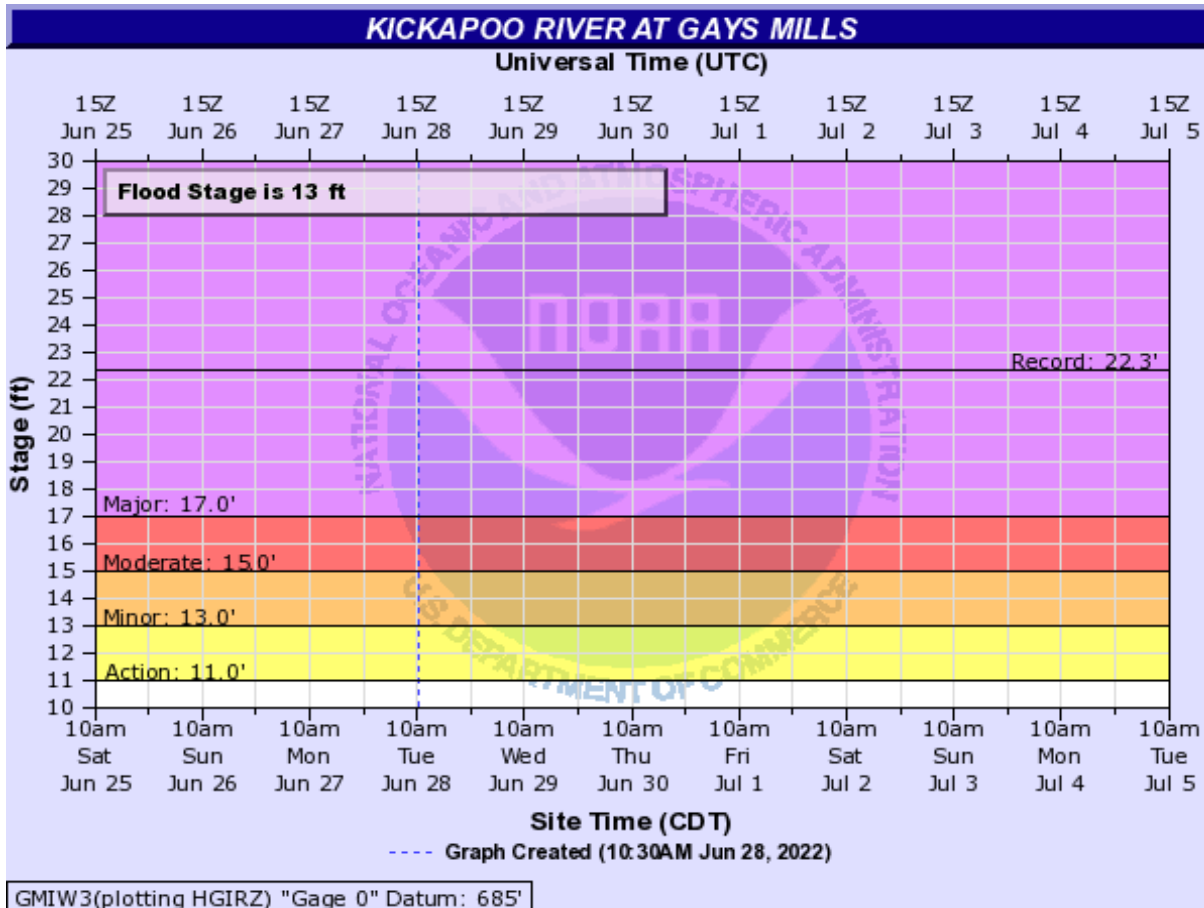 KICKAPOO RIVER AT GAYS MILLS
Universal Time (UTC)
15Z 15Z 15Z 15Z 15Z 15Z 15Z 15Z 15Z 15Z 15Z
Jun 25 Jun 26 Jun 27 Jun 28 Jun 29 Jun 30 Jul 1 Jul 2 Jul 3 Jul 4 Jul 5
Flood Stage is 13 ft
NATIONAL OCEANIC AND ATMOSPHERIC ADMINISTRATION
NOAA
U.S. DEPARTMENT OF COMMERCE
Stage (ft)
30
29
28
27
26
25
24
23
Record: 22.3'
22
21
20
19
18
Major: 17.0'
17
16
Moderate: 15.0'
15
14
Minor: 13.0'
13
12
Action: 11.0'
11
10
10am 10am 10am 10am 10am 10am 10am 10am 10am 10am 10am
Sat Sun Mon Tue Wed Thu Fri Sat Sun Mon Tue
Jun 25 Jun 26 Jun 27 Jun 28 Jun 29 Jun 30 Jul 1 Jul 2 Jul 3 Jul 4 Jul 5
Site Time (CDT)
Graph Created (10:30AM Jun 28, 2022)
GMIW3(plotting HGIRZ) "Gage 0" Datum: 685'